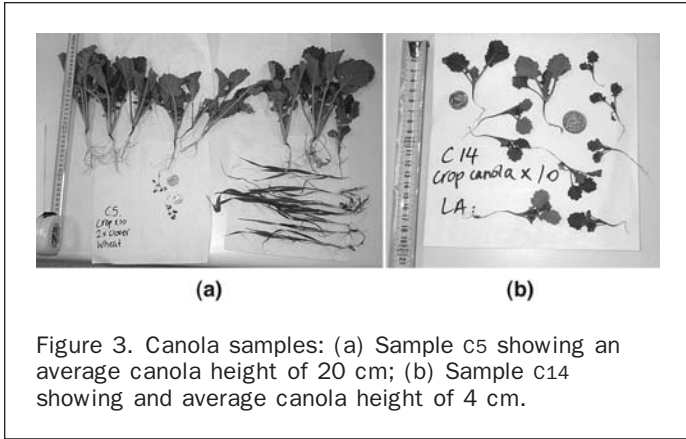 C5
Crop x10
2x clover
Wheat
C14
Crop canola x 10
LA:
(a)
(b)
Figure 3. Canola samples: (a) Sample C5 showing an
average canola height of 20 cm; (b) Sample C14
showing and average canola height of 4 cm.